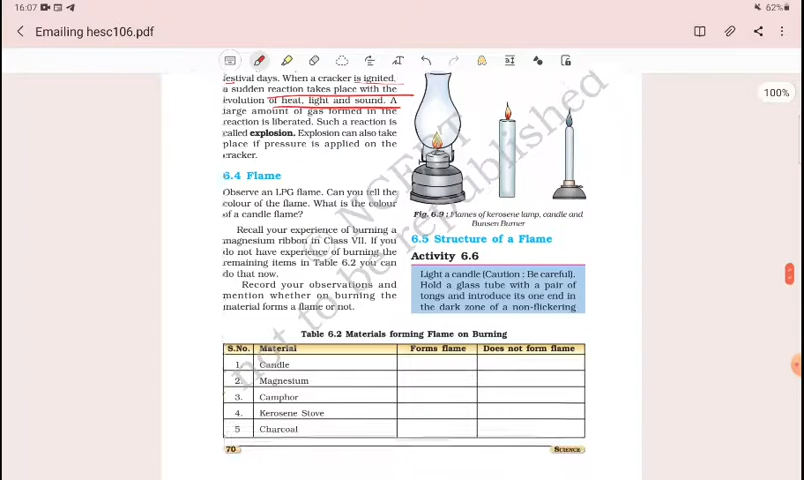 16:07
62%
Emailing hesc106.pdf
100%
festival days. When a cracker is ignited,
a sudden reaction takes place with the
evolution of heat, light and sound. A
large amount of gas formed in the
reaction is liberated. Such a reaction is
called explosion. Explosion can also take
place if pressure is applied on the
cracker.
6.4 Flame
Observe an LPG flame. Can you tell the
colour of the flame. What is the colour
of a candle flame?
Recall your experience of burning a
magnesium ribbon in Class VII. If you
do not have experience of burning the
remaining items in Table 6.2 you can
do that now.
Record your observations and
mention whether on burning the
material forms a flame or not.
Fig. 6.9 : Flames of kerosene lamp, candle and
Bunsen Burner
6.5 Structure of a Flame
Activity 6.6
Light a candle (Caution : Be careful).
Hold a glass tube with a pair of
tongs and introduce its one end in
the dark zone of a non-flickering
Table 6.2 Materials forming Flame on Burning
S.No. Material Forms flame Does not form flame
1. Candle
2. Magnesium
3. Camphor
4. Kerosene Stove
5 Charcoal
70 SCIENCE
© NCERT
not to be republished